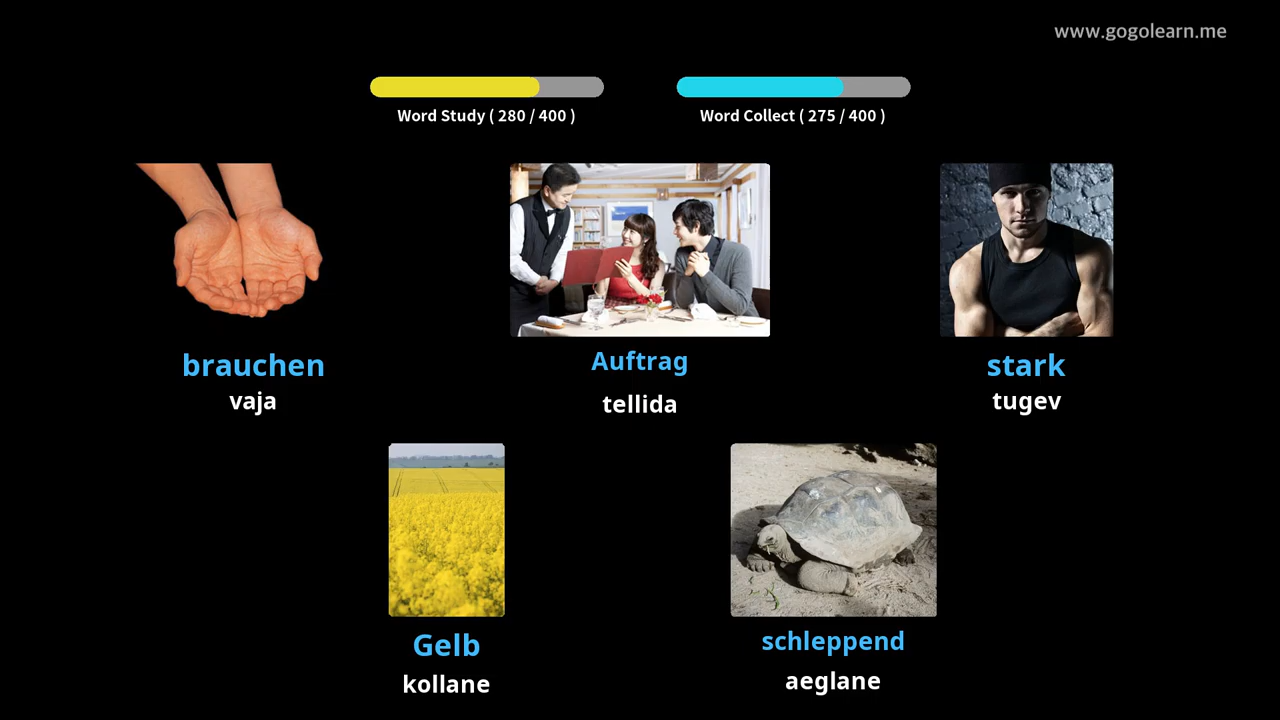 www.gogolearn.me
Word Study ( 280 / 400 )
Word Collect ( 275 / 400 )
brauchen
vaja
Auftrag
tellida
stark
tugev
Gelb
kollane
schleppend
aeglane